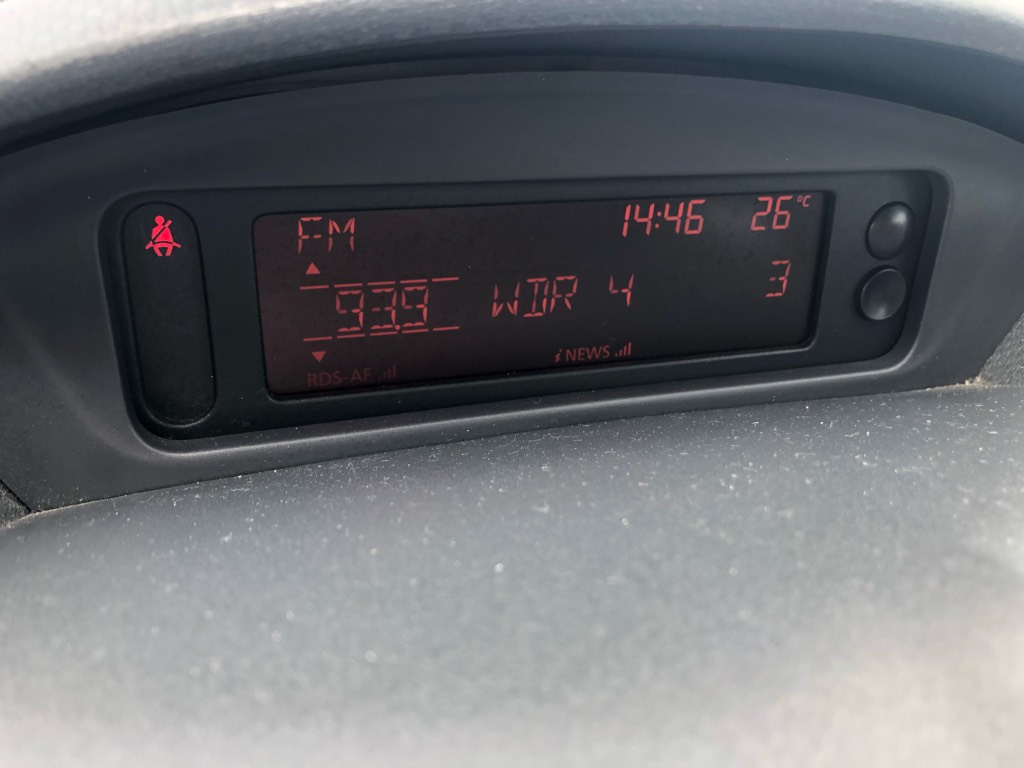 FM 14:46 26°C
93.9 WDR 4 3
i NEWS
RDS-AF